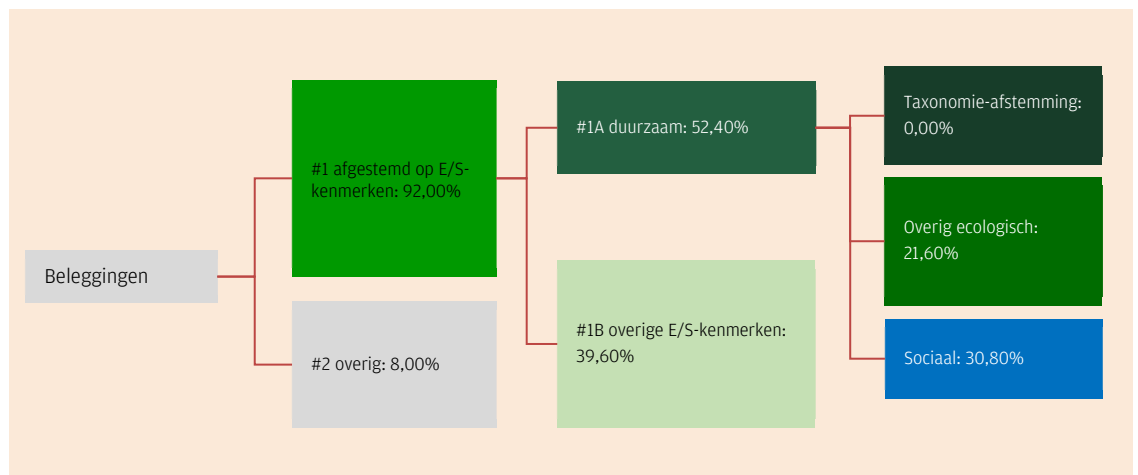 Beleggingen
#1 afgestemd op E/S-
kenmerken: 92,00%
#2 overig: 8,00%
#1A duurzaam: 52,40%
#1B overige E/S-kenmerken:
39,60%
Taxonomie-afstemming:
0,00%
Overig ecologisch:
21,60%
Sociaal: 30,80%